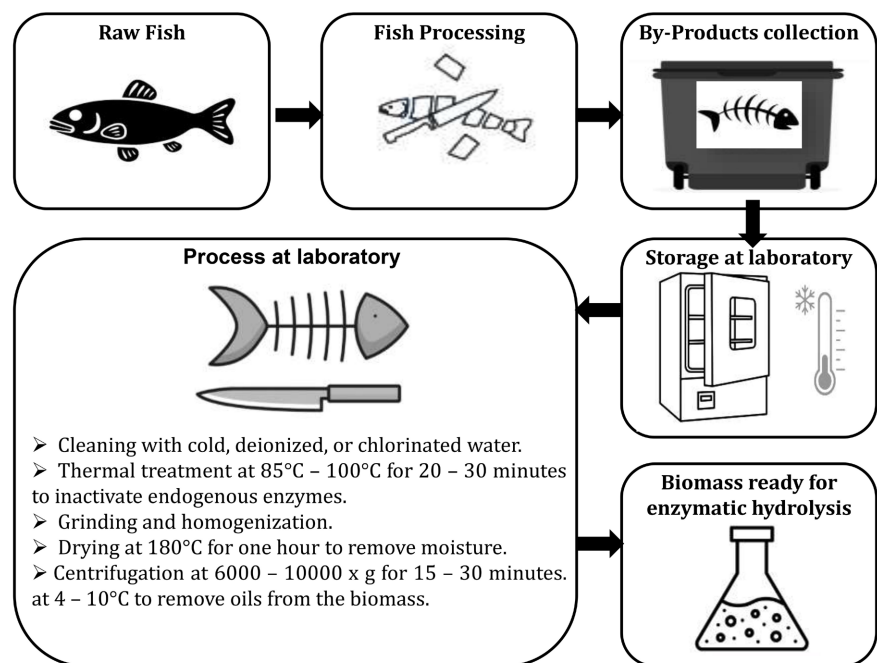 Raw Fish
Fish Processing
By-Products collection
Storage at laboratory
Process at laboratory
➤ Cleaning with cold, deionized, or chlorinated water.
➤ Thermal treatment at 85°C – 100°C for 20 – 30 minutes
to inactivate endogenous enzymes.
➤ Grinding and homogenization.
➤ Drying at 180°C for one hour to remove moisture.
➤ Centrifugation at 6000 – 10000 x g for 15 – 30 minutes.
at 4 – 10°C to remove oils from the biomass.
Biomass ready for
enzymatic hydrolysis